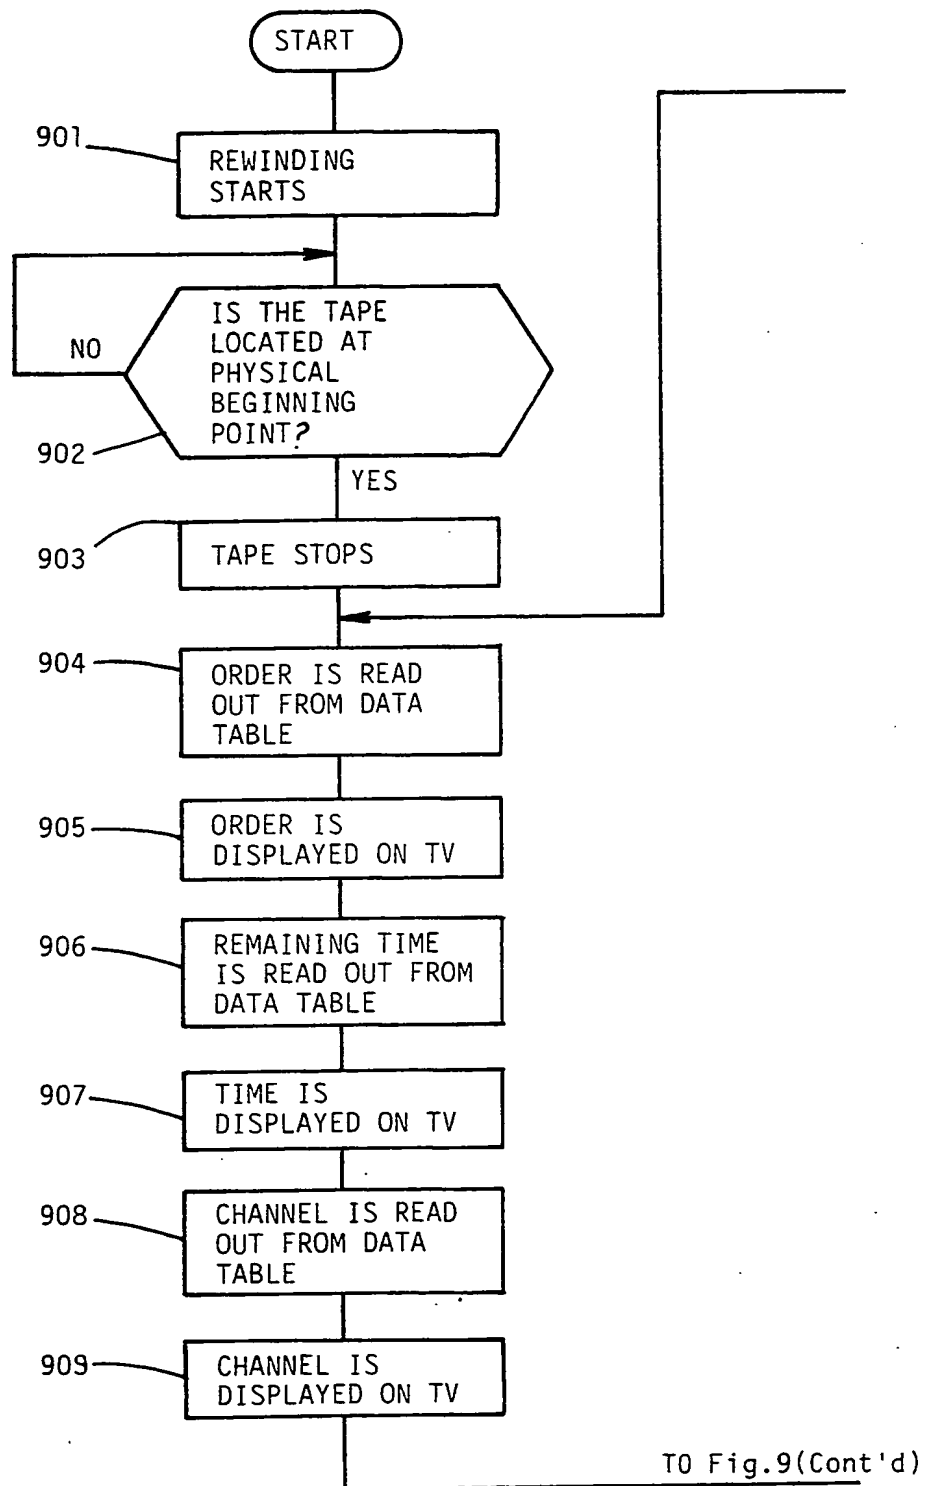 START
901
REWINDING
STARTS
IS THE TAPE
LOCATED AT
PHYSICAL
BEGINNING
POINT?
NO
902
YES
903
TAPE STOPS
904
ORDER IS READ
OUT FROM DATA
TABLE
905
ORDER IS
DISPLAYED ON TV
906
REMAINING TIME
IS READ OUT FROM
DATA TABLE
907
TIME IS
DISPLAYED ON TV
908
CHANNEL IS READ
OUT FROM DATA
TABLE
909
CHANNEL IS
DISPLAYED ON TV
TO Fig.9(Cont'd)